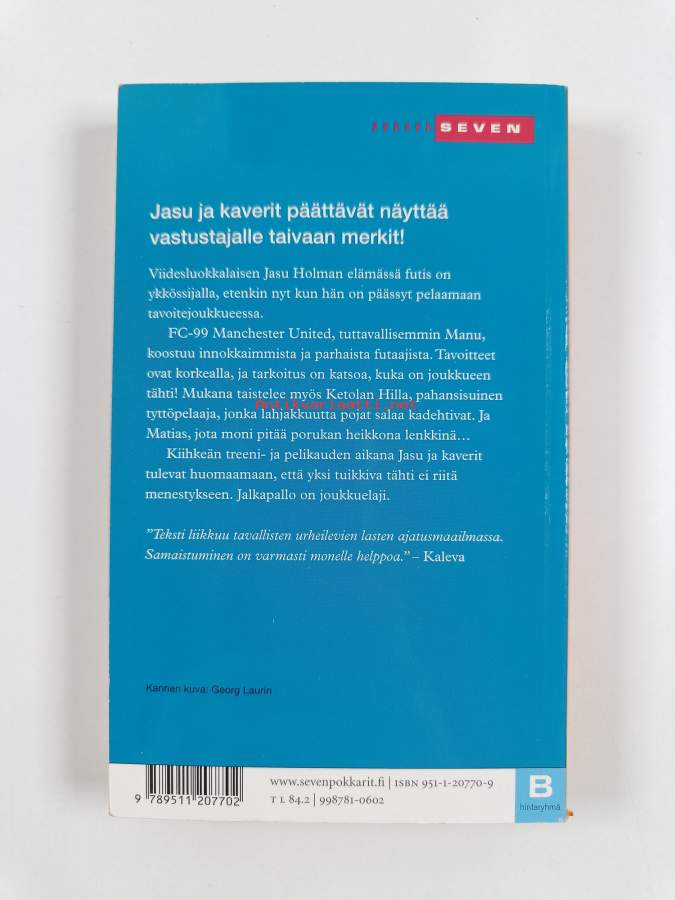 SEVEN
Jasu ja kaverit päättävät näyttää
vastustajalle taivaan merkit!
Viidesluokkalaisen Jasu Holman elämässä futis on
ykkössijalla, etenkin nyt kun hän on päässyt pelaamaan
tavoitejoukkueessa.
FC-99 Manchester United, tuttavallisemmin Manu,
koostuu innokkaimmista ja parhaista futaajista. Tavoitteet
ovat korkealla, ja tarkoitus on katsoa, kuka on joukkueen
tähti! Mukana taistelee myös Ketolan Hilla, pahansisuinen
Antikvariaatti.net
tyttöpelaaja, jonka lahjakkuutta pojat salaa kadehtivat. Ja
Matias, jota moni pitää porukan heikkona lenkkinä...
Kiihkeän treeni- ja pelikauden aikana Jasu ja kaverit
tulevat huomaamaan, että yksi tuikkiva tähti ei riitä
menestykseen. Jalkapallo on joukkuelaji.
"Teksti liikkuu tavallisten urheilevien lasten ajatusmaailmassa.
Samaistuminen on varmasti monelle helppoa." – Kaleva
Kannen kuva: Georg Laurin
www.sevenpokkarit.fi | ISBN 951-1-20770-9
T L 84.2 | 998781-0602
9 789511 207702
B
hintaryhmä